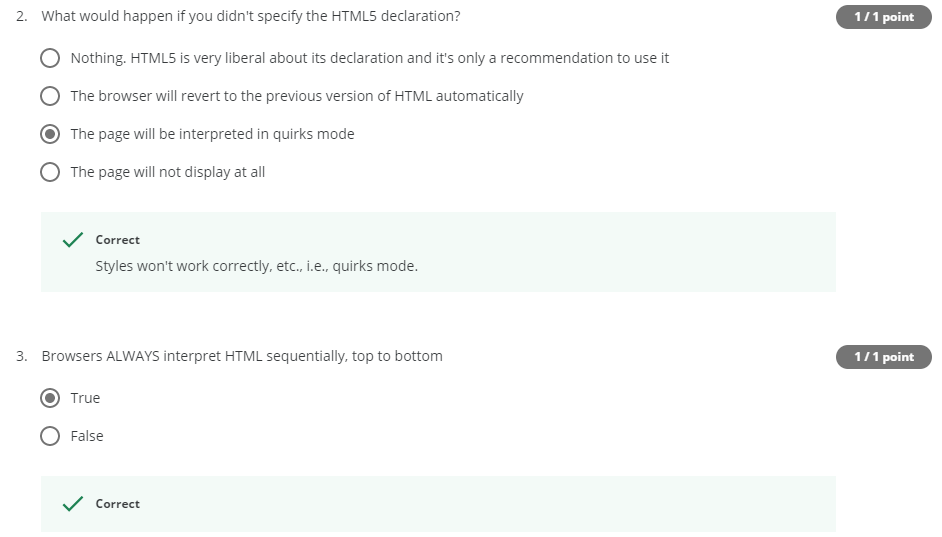 2. What would happen if you didn't specify the HTML5 declaration?
1 / 1 point
Nothing. HTML5 is very liberal about its declaration and it's only a recommendation to use it
The browser will revert to the previous version of HTML automatically
The page will be interpreted in quirks mode
The page will not display at all
Correct
Styles won't work correctly, etc., i.e., quirks mode.
3. Browsers ALWAYS interpret HTML sequentially, top to bottom
1 / 1 point
True
False
Correct